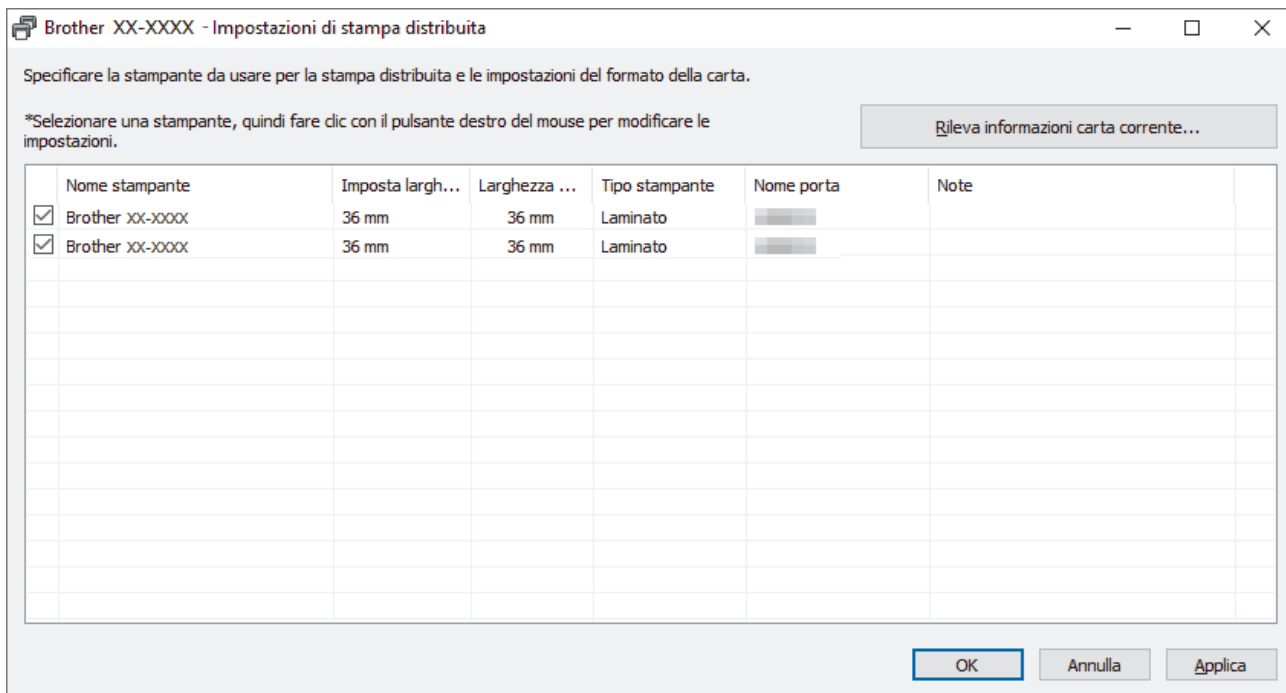 Brother XX-XXXX - Impostazioni di stampa distribuita
Specificare la stampante da usare per la stampa distribuita e le impostazioni del formato della carta.
*Selezionare una stampante, quindi fare clic con il pulsante destro del mouse per modificare le
impostazioni.
Rileva informazioni carta corrente...
Nome stampante Imposta largh... Larghezza ... Tipo stampante Nome porta Note
Brother XX-XXXX 36 mm 36 mm Laminato
Brother XX-XXXX 36 mm 36 mm Laminato
OK Annulla Applica